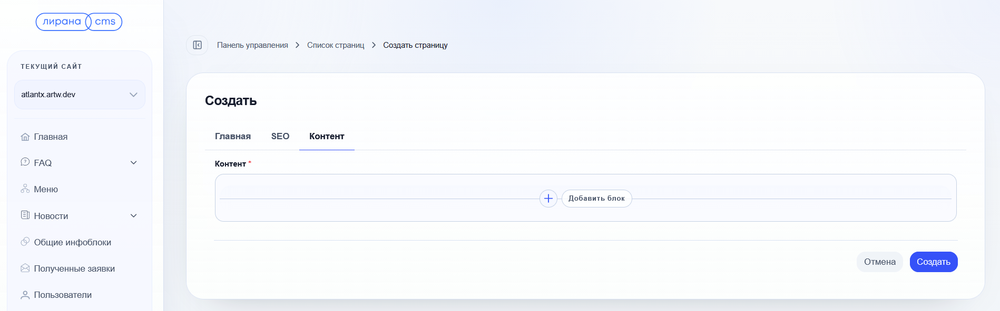 лирана cms
ТЕКУЩИЙ САЙТ
atlantx.artw.dev
Главная
FAQ
Меню
Новости
Общие инфоблоки
Полученные заявки
Пользователи
Панель управления > Список страниц > Создать страницу
Создать
Главная SEO Контент
Контент *
Добавить блок
Отмена Создать